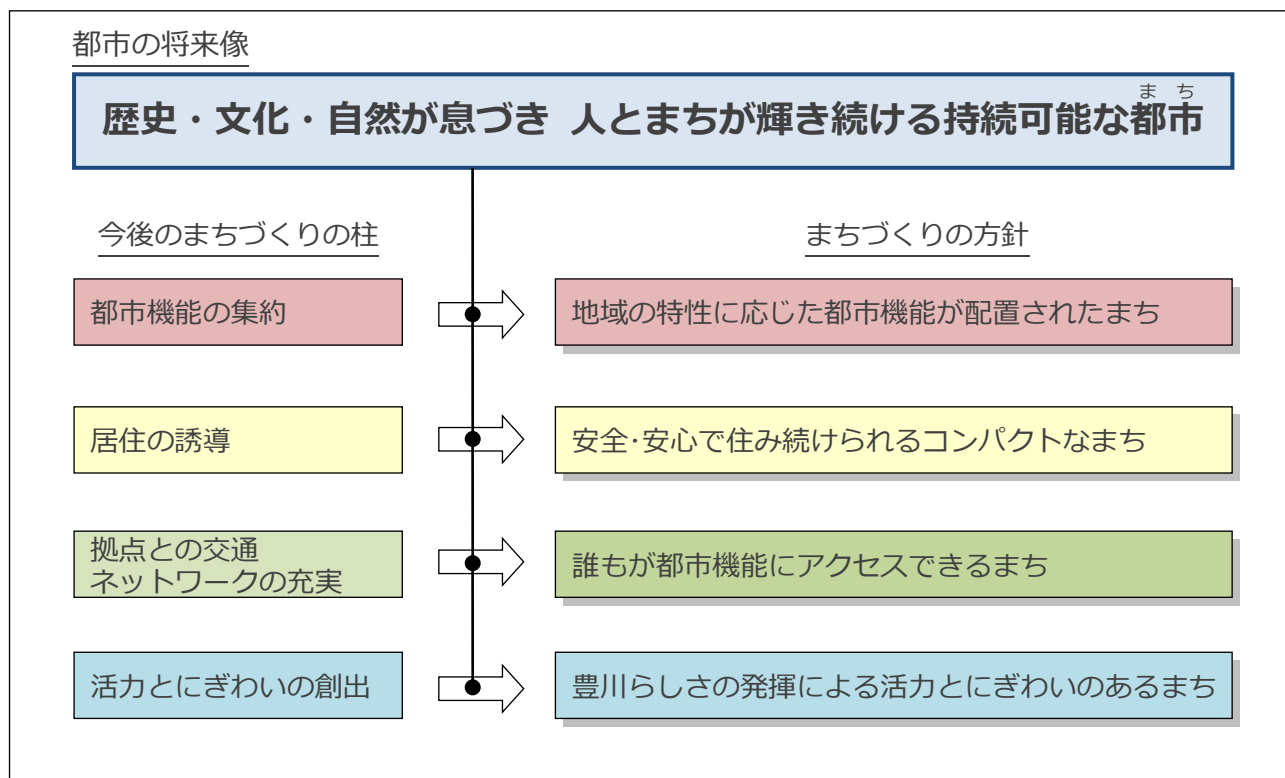 都市の将来像
まち
歴史・文化・自然が息づき 人とまちが輝き続ける持続可能な都市
今後のまちづくりの柱
まちづくりの方針
都市機能の集約
地域の特性に応じた都市機能が配置されたまち
居住の誘導
安全・安心で住み続けられるコンパクトなまち
拠点との交通
ネットワークの充実
誰もが都市機能にアクセスできるまち
活力とにぎわいの創出
豊川らしさの発揮による活力とにぎわいのあるまち